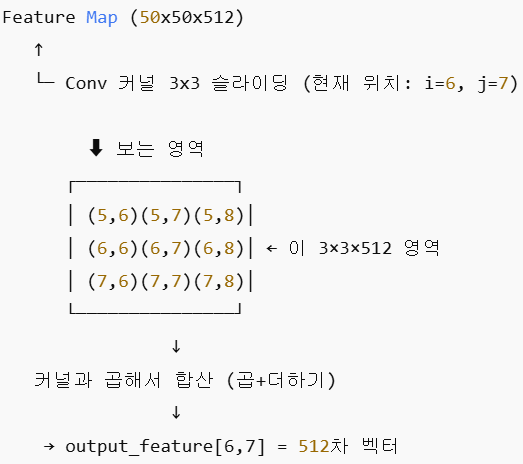 Feature Map (50x50x512)
↑
└─ Conv 커널 3x3 슬라이딩 (현재 위치: i=6, j=7)
⬇ 보는 영역
┌───────────────┐
│ (5,6)(5,7)(5,8)│
│ (6,6)(6,7)(6,8)│ ← 이 3×3×512 영역
│ (7,6)(7,7)(7,8)│
└───────────────┘
↓
커널과 곱해서 합산 (곱+더하기)
↓
→ output_feature[6,7] = 512차 벡터